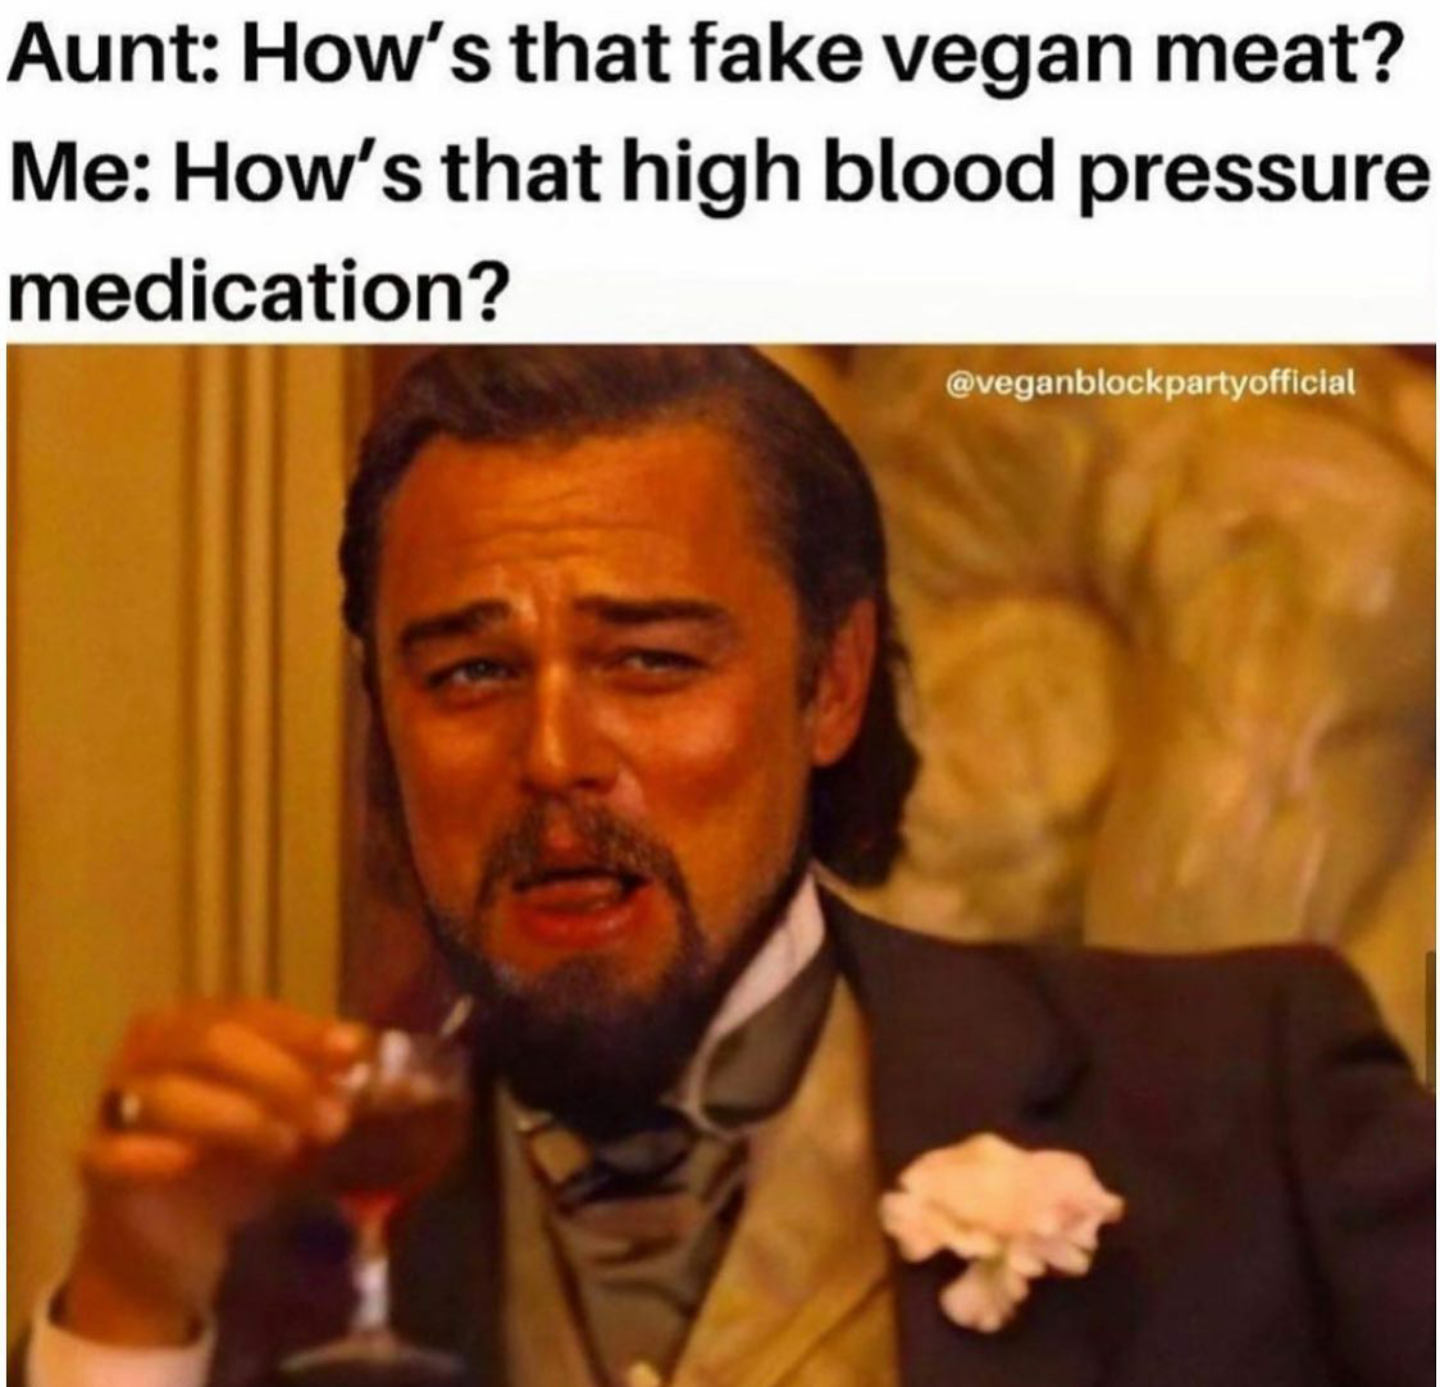 Aunt: How’s that fake vegan meat?
Me: How’s that high blood pressure
medication?
@veganblockpartyofficial